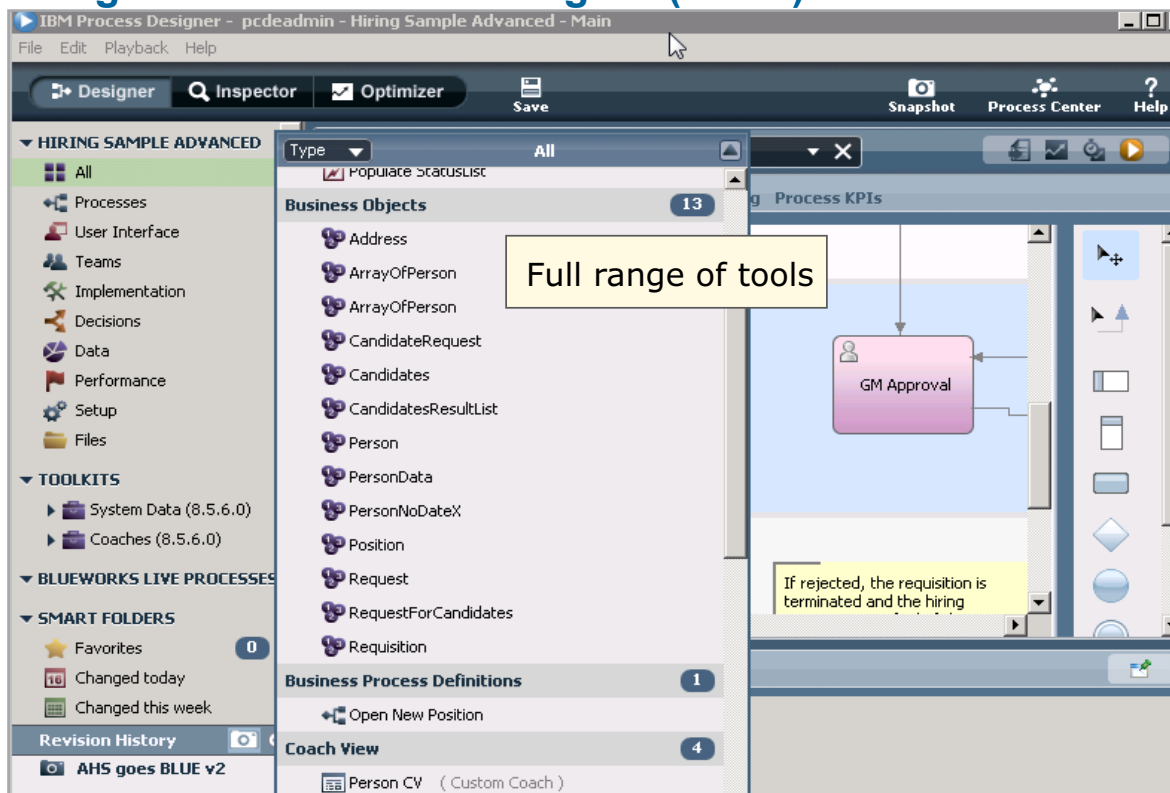 IBM Process Designer - pcdeadmin - Hiring Sample Advanced - Main
File Edit Playback Help
Designer Inspector Optimizer Save Snapshot Process Center Help
HIRING SAMPLE ADVANCED
All
Processes
User Interface
Teams
Implementation
Decisions
Data
Performance
Setup
Files
TOOLKITS
System Data (8.5.6.0)
Coaches (8.5.6.0)
BLUEWORKS LIVE PROCESSES
SMART FOLDERS
Favorites 0
Changed today
Changed this week
Revision History
AHS goes BLUE v2
Type All
Populate StatusList
Business Objects 13
Address
ArrayOfPerson
ArrayOfPerson
CandidateRequest
Candidates
CandidatesResultList
Person
PersonData
PersonNoDateX
Position
Request
RequestForCandidates
Requisition
Business Process Definitions 1
Open New Position
Coach View 4
Person CV ( Custom Coach )
Full range of tools
Process KPIs
GM Approval
If rejected, the requisition is
terminated and the hiring